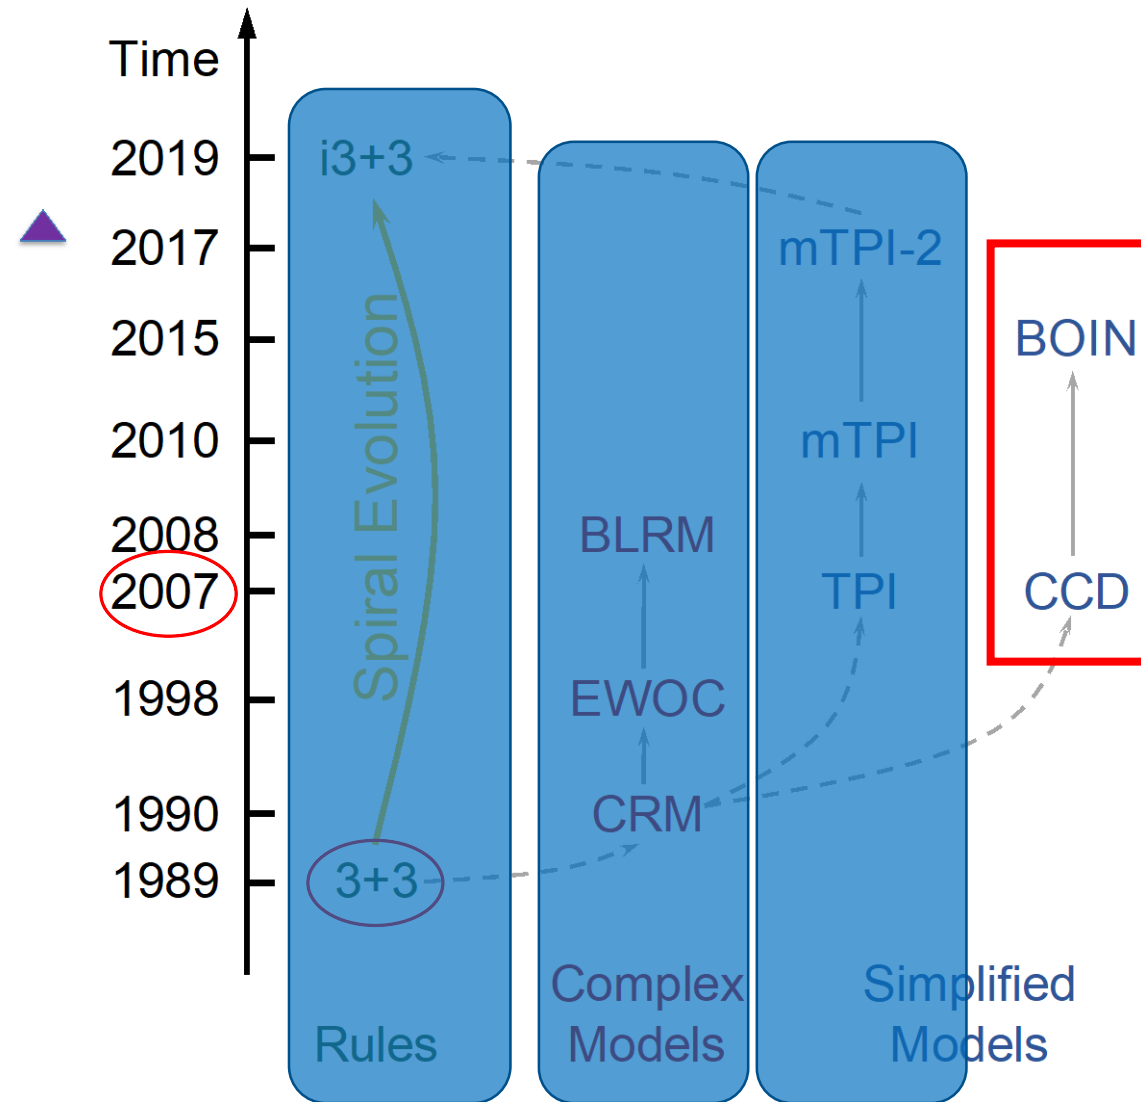 Time
2019
i3+3
2017
mTPI-2
2015
BOIN
Spiral Evolution
2010
mTPI
2008
BLRM
2007
TPI
CCD
1998
EWOC
1990
CRM
1989
3+3
Rules
Complex
Models
Simplified
Models